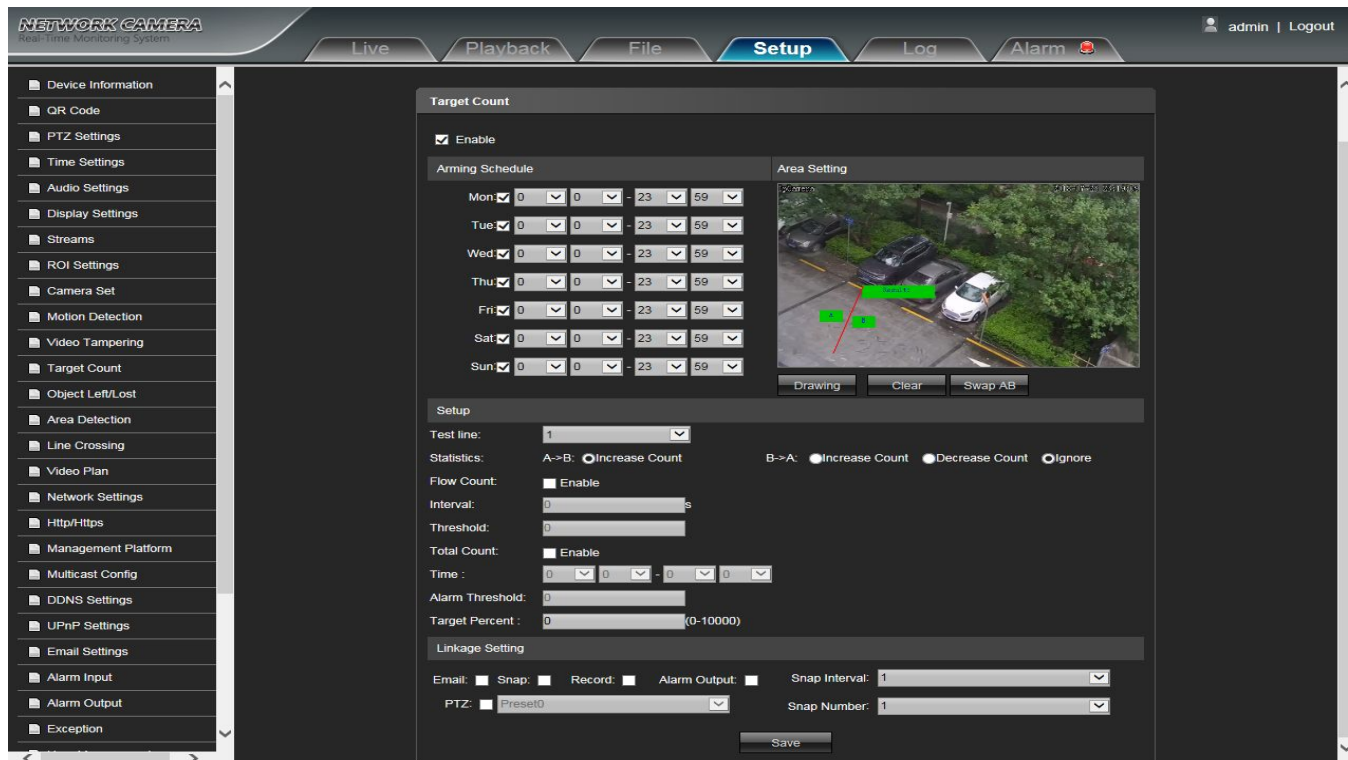 NETWORK CAMERA
Real-Time Monitoring System
Live
Playback
File
Setup
Log
Alarm
admin | Logout
Device Information
QR Code
PTZ Settings
Time Settings
Audio Settings
Display Settings
Streams
ROI Settings
Camera Set
Motion Detection
Video Tampering
Target Count
Object Left/Lost
Area Detection
Line Crossing
Video Plan
Network Settings
Http/Https
Management Platform
Multicast Config
DDNS Settings
UPnP Settings
Email Settings
Alarm Input
Alarm Output
Exception
Target Count
Enable
Arming Schedule
Mon: 0 0 - 23 59
Tue: 0 0 - 23 59
Wed: 0 0 - 23 59
Thu: 0 0 - 23 59
Fri: 0 0 - 23 59
Sat: 0 0 - 23 59
Sun: 0 0 - 23 59
Area Setting
IpCamera
A
B
Drawing Clear Swap AB
Setup
Test line: 1
Statistics: A->B: Increase Count B->A: Increase Count Decrease Count Ignore
Flow Count: Enable
Interval: 0 s
Threshold: 0
Total Count: Enable
Time : 0 0 - 0 0
Alarm Threshold: 0
Target Percent : 0 (0-10000)
Linkage Setting
Email: Snap: Record: Alarm Output: Snap Interval: 1
PTZ: Preset0 Snap Number: 1
Save